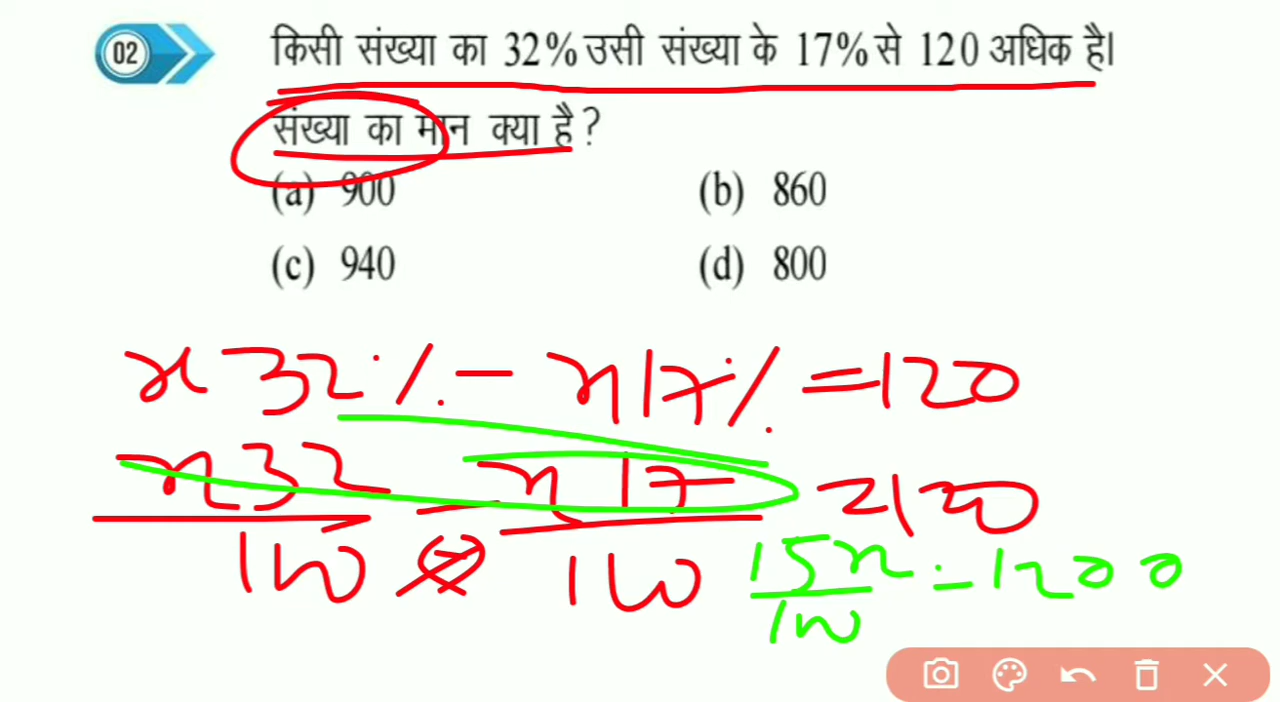 02 किसी संख्या का 32% उसी संख्या के 17% से 120 अधिक है।
संख्या का मान क्या है ?
(a) 900 (b) 860
(c) 940 (d) 800
x 32% - x 17% = 120
x32/100 - x17/100 = 120
15x/100 = 1200